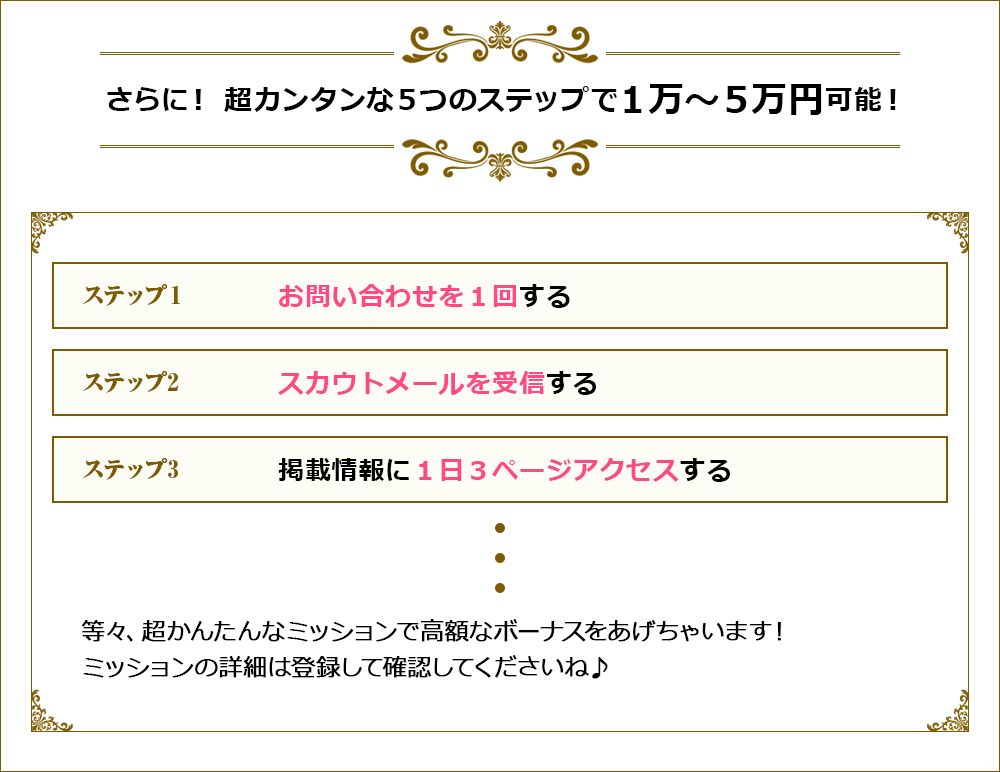 さらに！ 超カンタンな５つのステップで１万～５万円可能！
ステップ1 お問い合わせを１回する
ステップ2 スカウトメールを受信する
ステップ3 掲載情報に１日３ページアクセスする
等々、超かんたんなミッションで高額なボーナスをあげちゃいます！
ミッションの詳細は登録して確認してくださいね♪